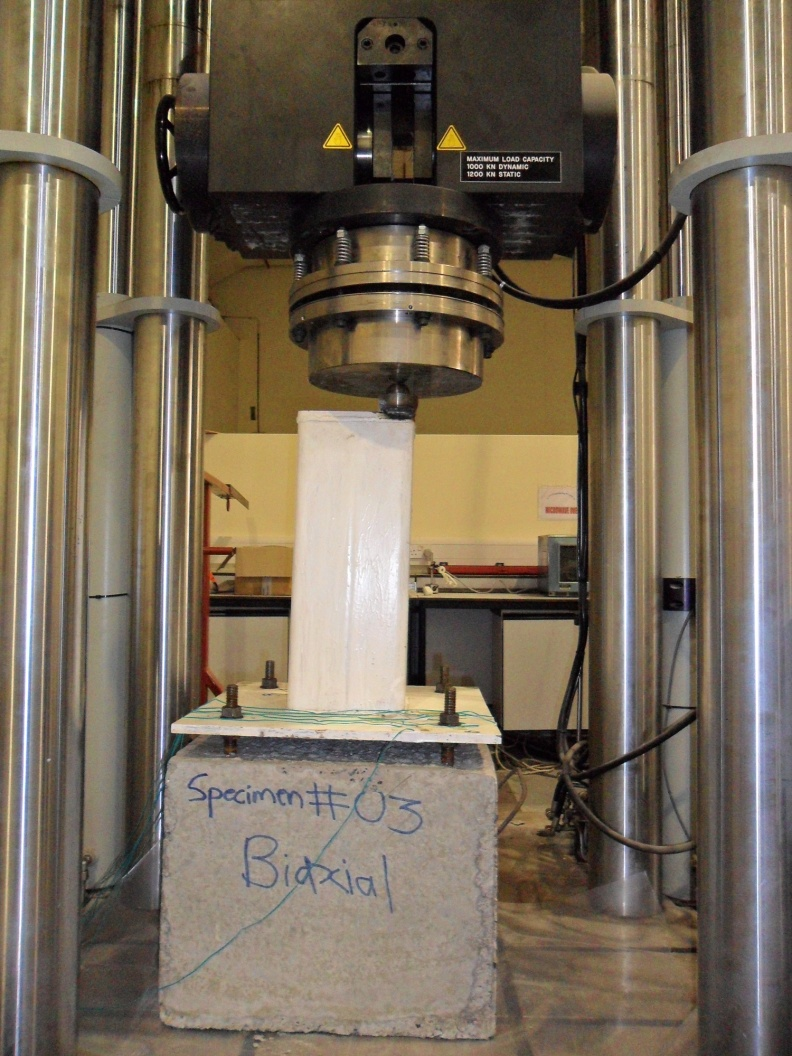 MAXIMUM LOAD CAPACITY
1000 KN DYNAMIC
1200 KN STATIC
Specimen #03
Biaxial